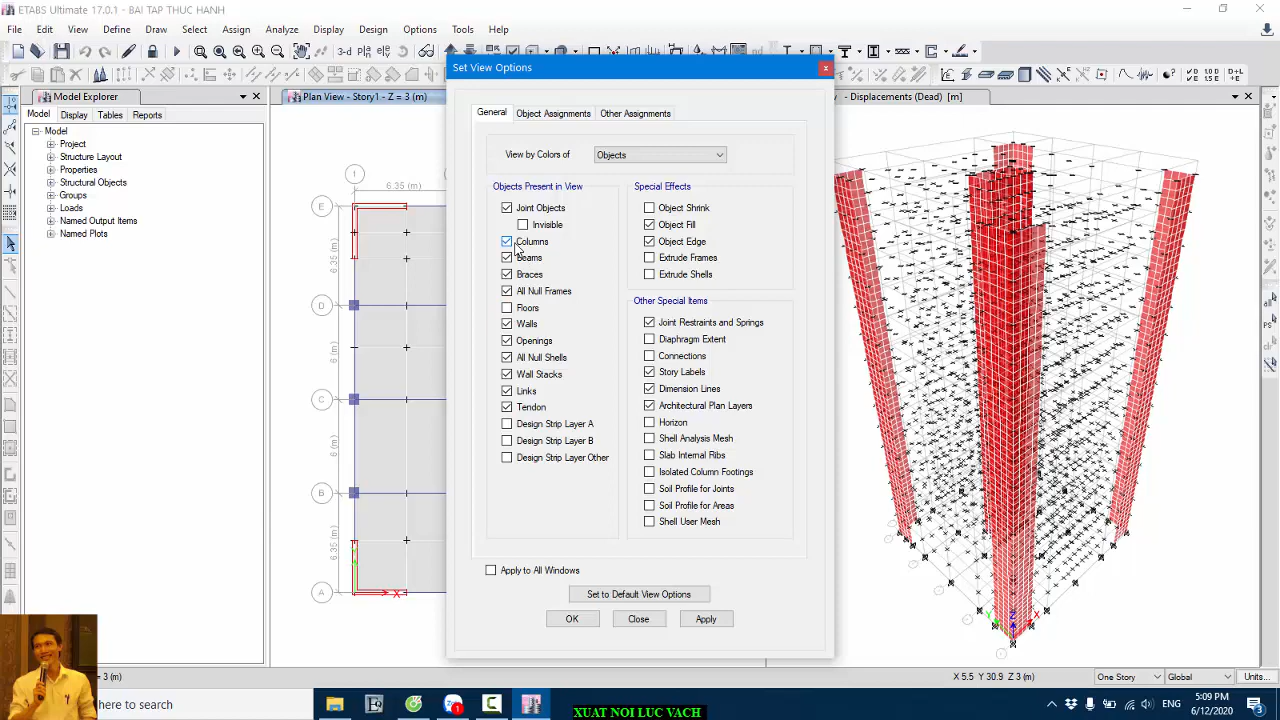 ETABS Ultimate 17.0.1 - BAI TAP THUC HANH
File Edit View Define Draw Select Assign Analyze Display Design Options Tools Help
Set View Options
Model Explorer
Plan View - Story1 - Z = 3 (m)
- Displacements (Dead) [m]
Model Display Tables Reports
Model
Project
Structure Layout
Properties
Structural Objects
Groups
Loads
Named Output Items
Named Plots
General Object Assignments Other Assignments
View by Colors of Objects
Objects Present in View
Joint Objects
Invisible
Columns
Beams
Braces
All Null Frames
Floors
Walls
Openings
All Null Shells
Wall Stacks
Links
Tendon
Design Strip Layer A
Design Strip Layer B
Design Strip Layer Other
Special Effects
Object Shrink
Object Fill
Object Edge
Extrude Frames
Extrude Shells
Other Special Items
Joint Restraints and Springs
Diaphragm Extent
Connections
Story Labels
Dimension Lines
Architectural Plan Layers
Horizon
Shell Analysis Mesh
Slab Internal Ribs
Isolated Column Footings
Soil Profile for Joints
Soil Profile for Areas
Shell User Mesh
Apply to All Windows
Set to Default View Options
OK Close Apply
1
6.35 (m)
E
6.35 (m)
D
6 (m)
C
6 (m)
B
6.35 (m)
A
X
Y
Z
X
= 3 (m)
X 5.5 Y 30.9 Z 3 (m)
One Story
Global
Units...
here to search
XUAT NOI LUC VACH
ENG
5:09 PM
6/12/2020